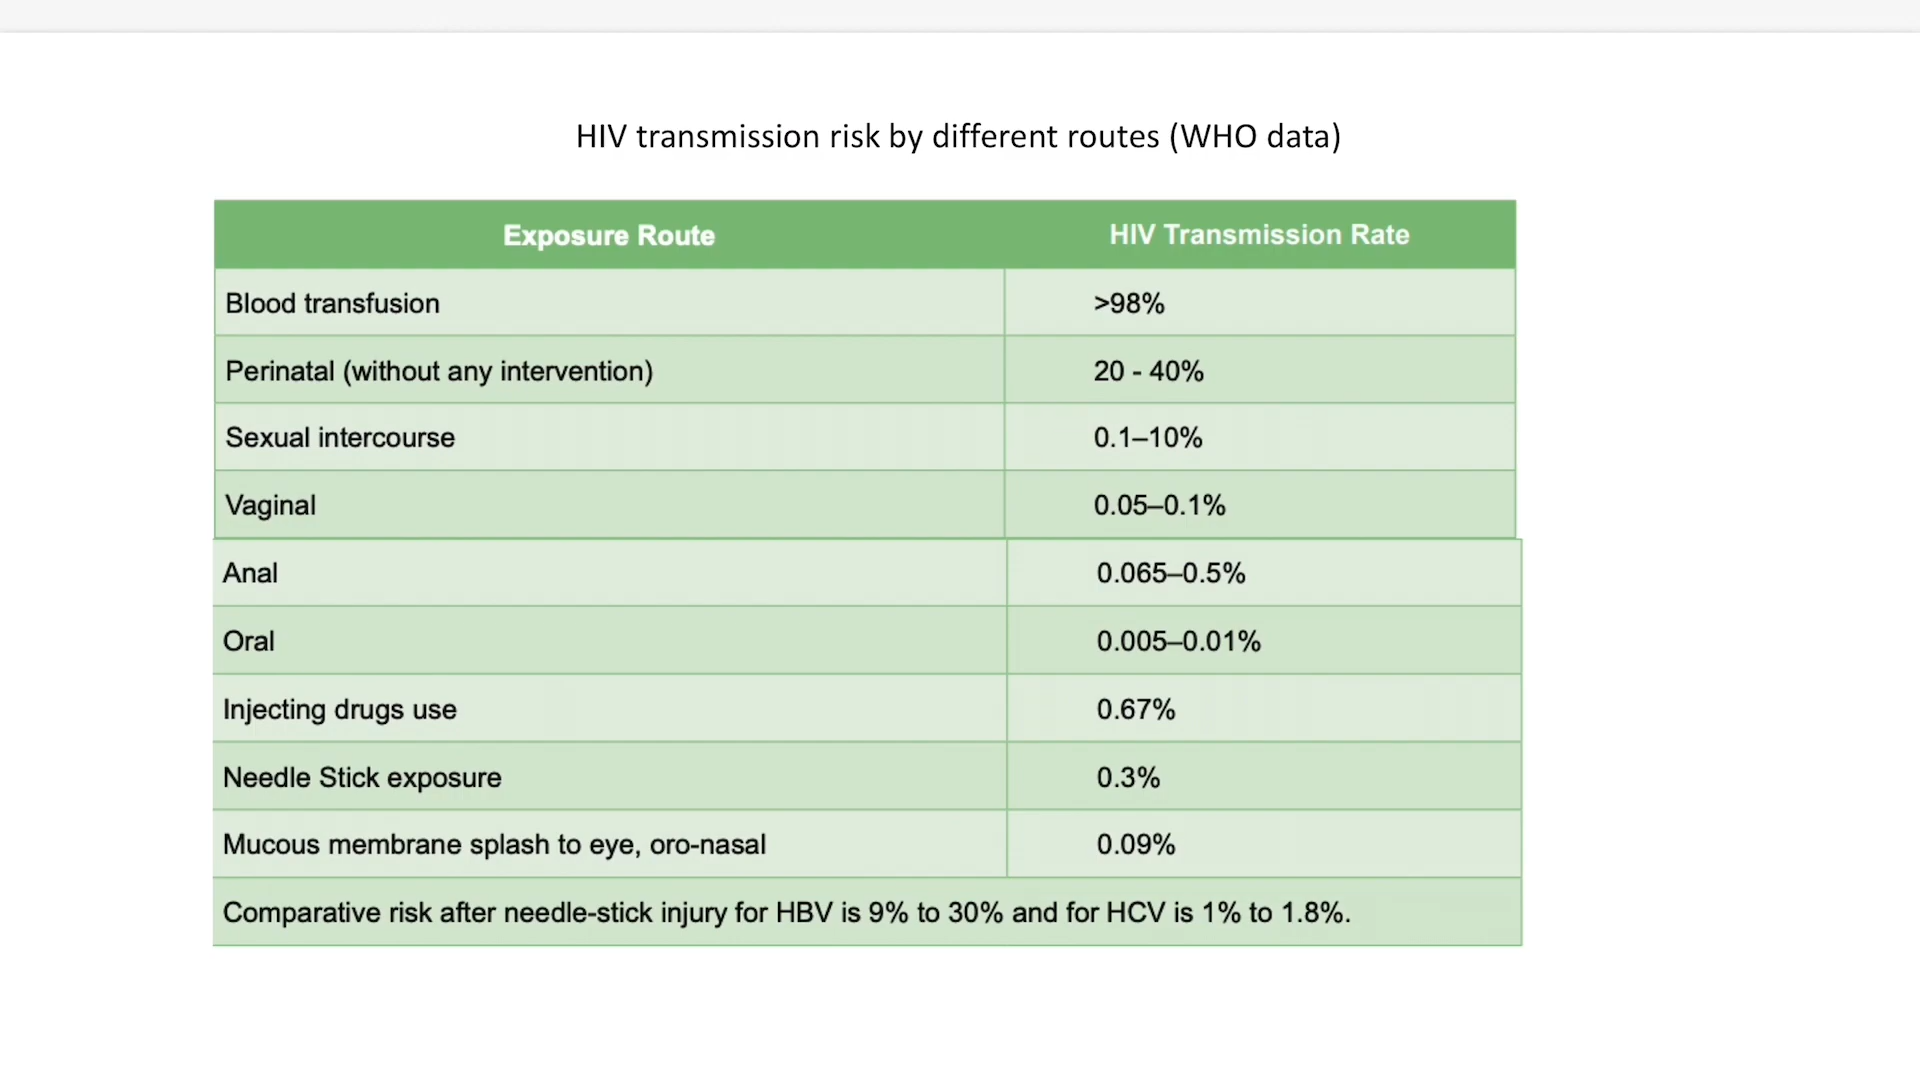 HIV transmission risk by different routes (WHO data)
Exposure Route HIV Transmission Rate
Blood transfusion >98%
Perinatal (without any intervention) 20 - 40%
Sexual intercourse 0.1–10%
Vaginal 0.05–0.1%
Anal 0.065–0.5%
Oral 0.005–0.01%
Injecting drugs use 0.67%
Needle Stick exposure 0.3%
Mucous membrane splash to eye, oro-nasal 0.09%
Comparative risk after needle-stick injury for HBV is 9% to 30% and for HCV is 1% to 1.8%.